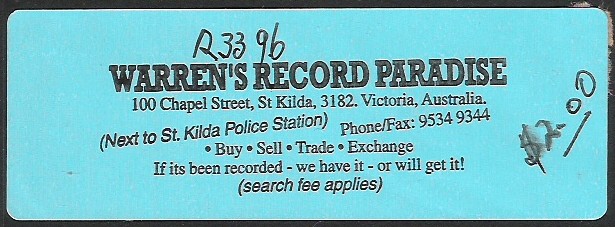 R33 96
WARREN'S RECORD PARADISE
100 Chapel Street, St Kilda, 3182. Victoria, Australia.
(Next to St. Kilda Police Station) Phone/Fax: 9534 9344
• Buy • Sell • Trade • Exchange
If its been recorded - we have it - or will get it!
(search fee applies)